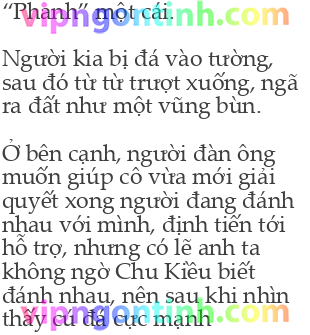 “Phanh” một cái.
vipngontinh.com
Người kia bị đá vào tường,
sau đó từ từ trượt xuống, ngã
ra đất như một vũng bùn.
Ở bên cạnh, người đàn ông
muốn giúp cô vừa mới giải
quyết xong người đang đánh
nhau với mình, định tiến tới
hỗ trợ, nhưng có lẽ anh ta
không ngờ Chu Kiều biết
đánh nhau, nên sau khi nhìn
vipngontinh.com
thấy cú đá cực mạnh